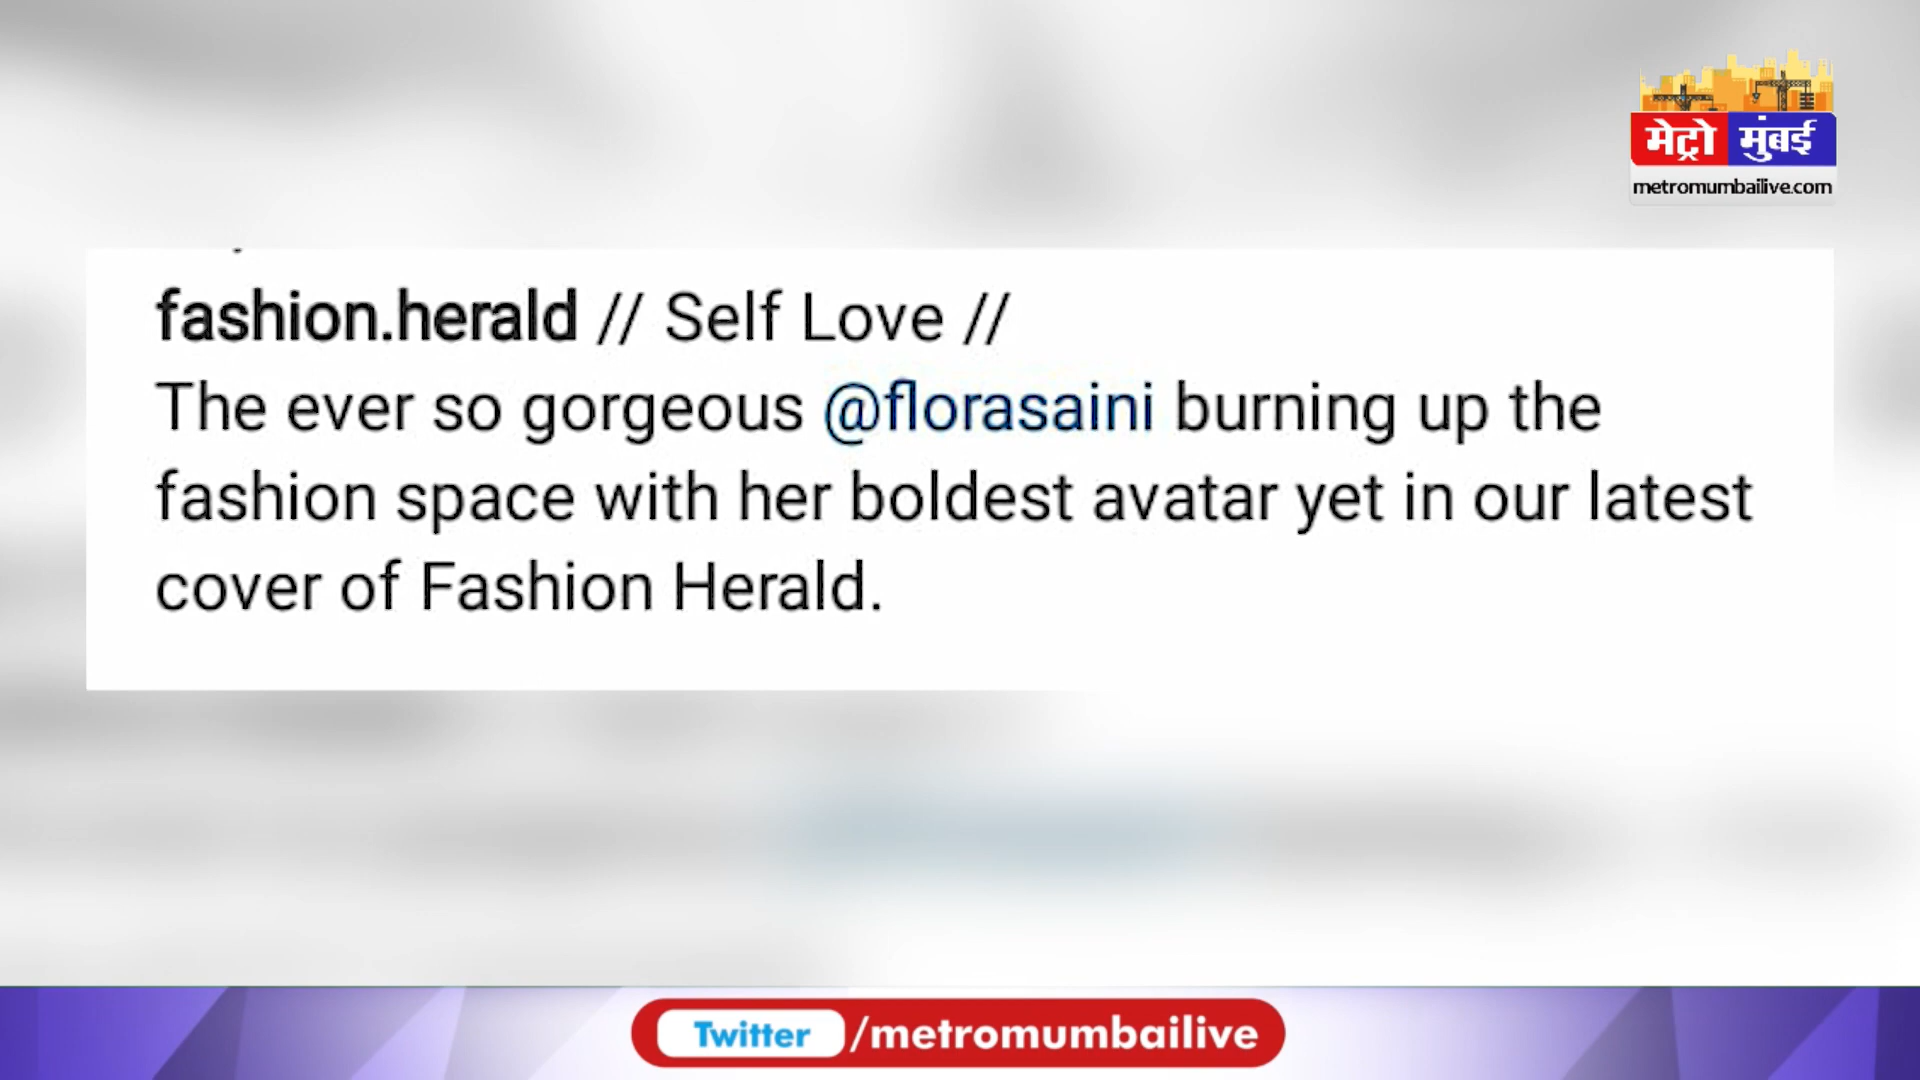 मेट्रो मुंबई
metromumbailive.com
fashion.herald // Self Love //
The ever so gorgeous @florasaini burning up the
fashion space with her boldest avatar yet in our latest
cover of Fashion Herald.
Twitter /metromumbailive